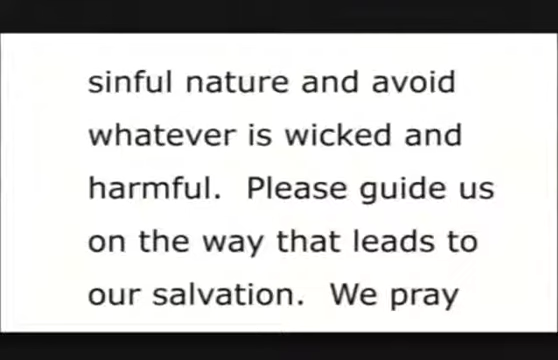 sinful nature and avoid
whatever is wicked and
harmful.  Please guide us
on the way that leads to
our salvation.  We pray